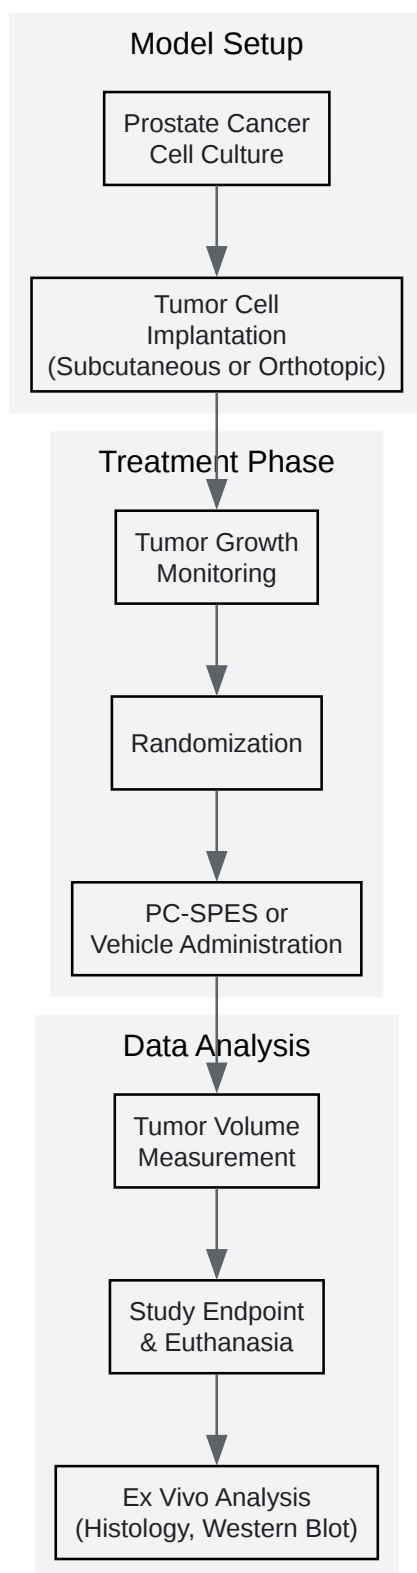 Model Setup
Prostate Cancer
Cell Culture
Tumor Cell
Implantation
(Subcutaneous or Orthotopic)
Treatment Phase
Tumor Growth
Monitoring
Randomization
PC-SPES or
Vehicle Administration
Data Analysis
Tumor Volume
Measurement
Study Endpoint
& Euthanasia
Ex Vivo Analysis
(Histology, Western Blot)